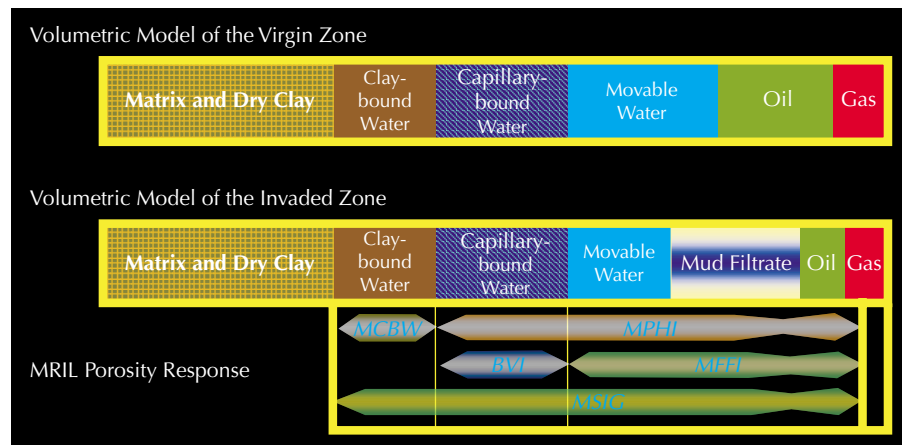 Volumetric Model of the Virgin Zone
Matrix and Dry Clay
Clay-
bound
Water
Capillary-
bound
Water
Movable
Water
Oil
Gas
Volumetric Model of the Invaded Zone
Matrix and Dry Clay
Clay-
bound
Water
Capillary-
bound
Water
Movable
Water
Mud Filtrate
Oil
Gas
MRIL Porosity Response
MCBW
MPHI
BVI
MFFI
MSIG